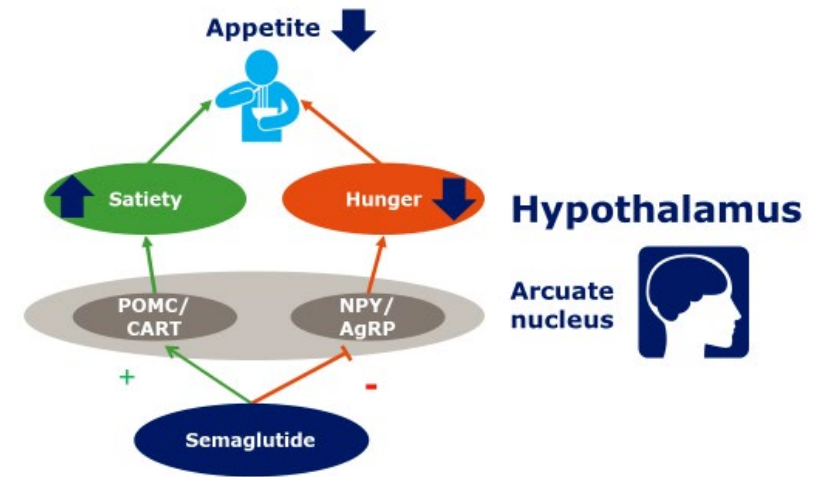 Appetite
Satiety
Hunger
Hypothalamus
POMC/
CART
NPY/
AgRP
Arcuate
nucleus
+
-
Semaglutide